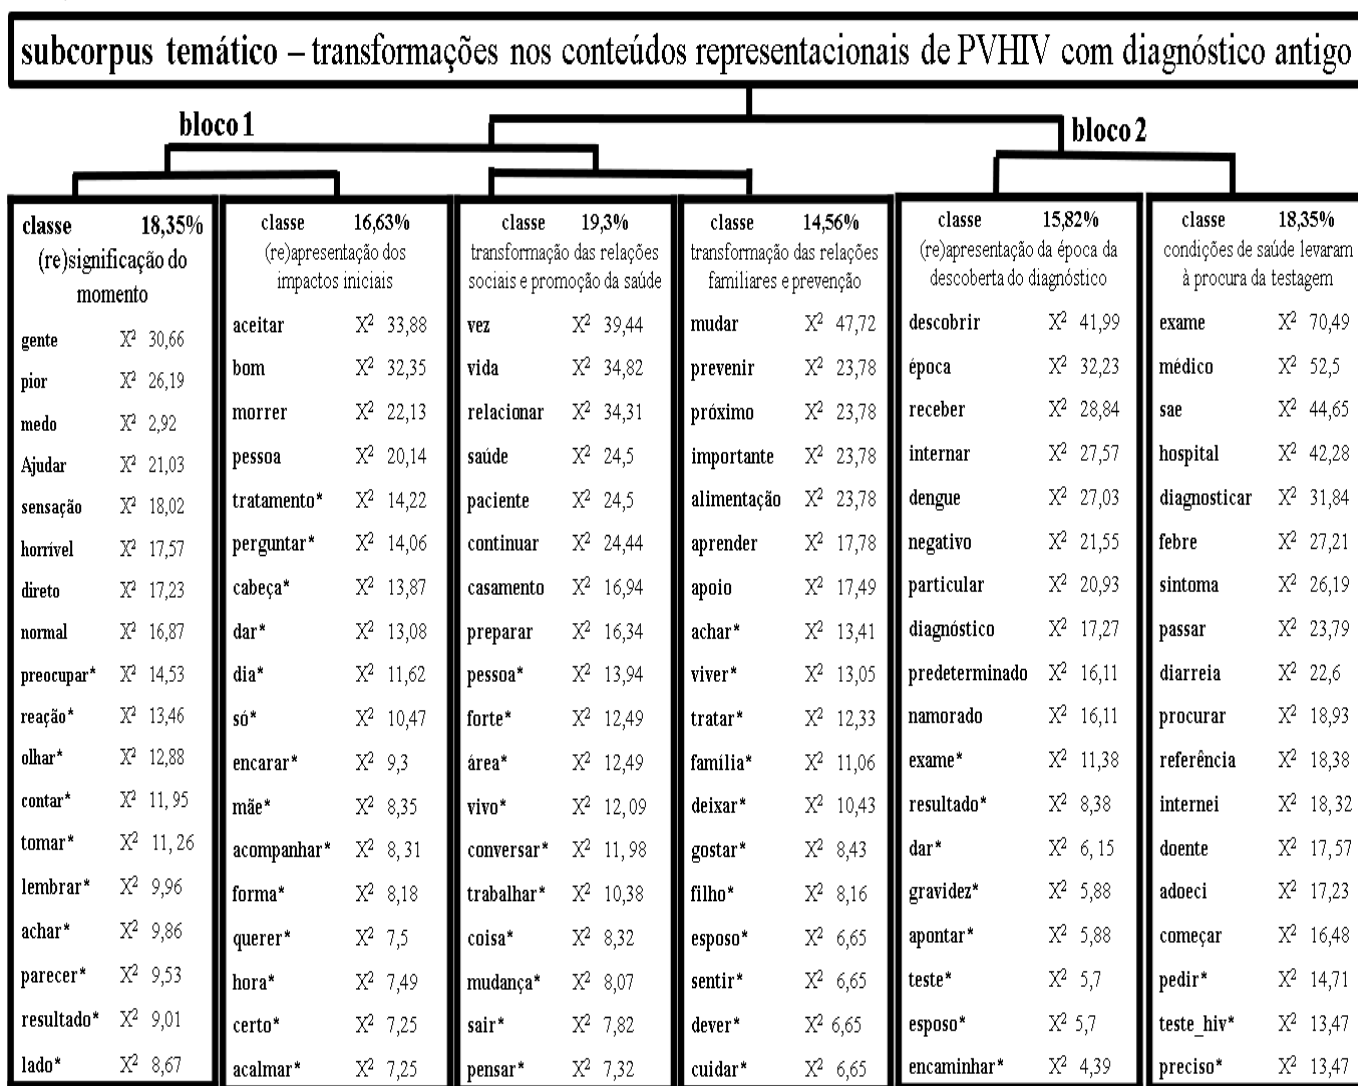 subcorpus temático – transformações nos conteúdos representacionais de PVHIV com diagnóstico antigo
bloco 1
bloco 2
classe 18,35%
(re)significação do
momento
gente X² 30,66
pior X² 26,19
medo X² 2,92
Ajudar X² 21,03
sensação X² 18,02
horrível X² 17,57
direto X² 17,23
normal X² 16,87
preocupar* X² 14,53
reação* X² 13,46
olhar* X² 12,88
contar* X² 11,95
tomar* X² 11,26
lembrar* X² 9,96
achar* X² 9,86
parecer* X² 9,53
resultado* X² 9,01
lado* X² 8,67
classe 16,63%
(re)apresentação dos
impactos iniciais
aceitar X² 33,88
bom X² 32,35
morrer X² 22,13
pessoa X² 20,14
tratamento* X² 14,22
perguntar* X² 14,06
cabeça* X² 13,87
dar* X² 13,08
dia* X² 11,62
só* X² 10,47
encarar* X² 9,3
mãe* X² 8,35
acompanhar* X² 8,31
forma* X² 8,18
querer* X² 7,5
hora* X² 7,49
certo* X² 7,25
acalmar* X² 7,25
classe 19,3%
transformação das relações
sociais e promoção da saúde
vez X² 39,44
vida X² 34,82
relacionar X² 34,31
saúde X² 24,5
paciente X² 24,5
continuar X² 24,44
casamento X² 16,94
preparar X² 16,34
pessoa* X² 13,94
forte* X² 12,49
área* X² 12,49
vivo* X² 12,09
conversar* X² 11,98
trabalhar* X² 10,38
coisa* X² 8,32
mudança* X² 8,07
sair* X² 7,82
pensar* X² 7,32
classe 14,56%
transformação das relações
familiares e prevenção
mudar X² 47,72
prevenir X² 23,78
próximo X² 23,78
importante X² 23,78
alimentação X² 23,78
aprender X² 17,78
apoio X² 17,49
achar* X² 13,41
viver* X² 13,05
tratar* X² 12,33
família* X² 11,06
deixar* X² 10,43
gostar* X² 8,43
filho* X² 8,16
esposo* X² 6,65
sentir* X² 6,65
dever* X² 6,65
cuidar* X² 6,65
classe 15,82%
(re)apresentação da época da
descoberta do diagnóstico
descobrir X² 41,99
época X² 32,23
receber X² 28,84
internar X² 27,57
dengue X² 27,03
negativo X² 21,55
particular X² 20,93
diagnóstico X² 17,27
predeterminado X² 16,11
namorado X² 16,11
exame* X² 11,38
resultado* X² 8,38
dar* X² 6,15
gravidez* X² 5,88
apontar* X² 5,88
teste* X² 5,7
esposo* X² 5,7
encaminhar* X² 4,39
classe 18,35%
condições de saúde levaram
à procura da testagem
exame X² 70,49
médico X² 52,5
sae X² 44,65
hospital X² 42,28
diagnosticar X² 31,84
febre X² 27,21
sintoma X² 26,19
passar X² 23,79
diarreia X² 22,6
procurar X² 18,93
referência X² 18,38
internei X² 18,32
doente X² 17,57
adoeci X² 17,23
começar X² 16,48
pedir* X² 14,71
teste_hiv* X² 13,47
preciso* X² 13,47